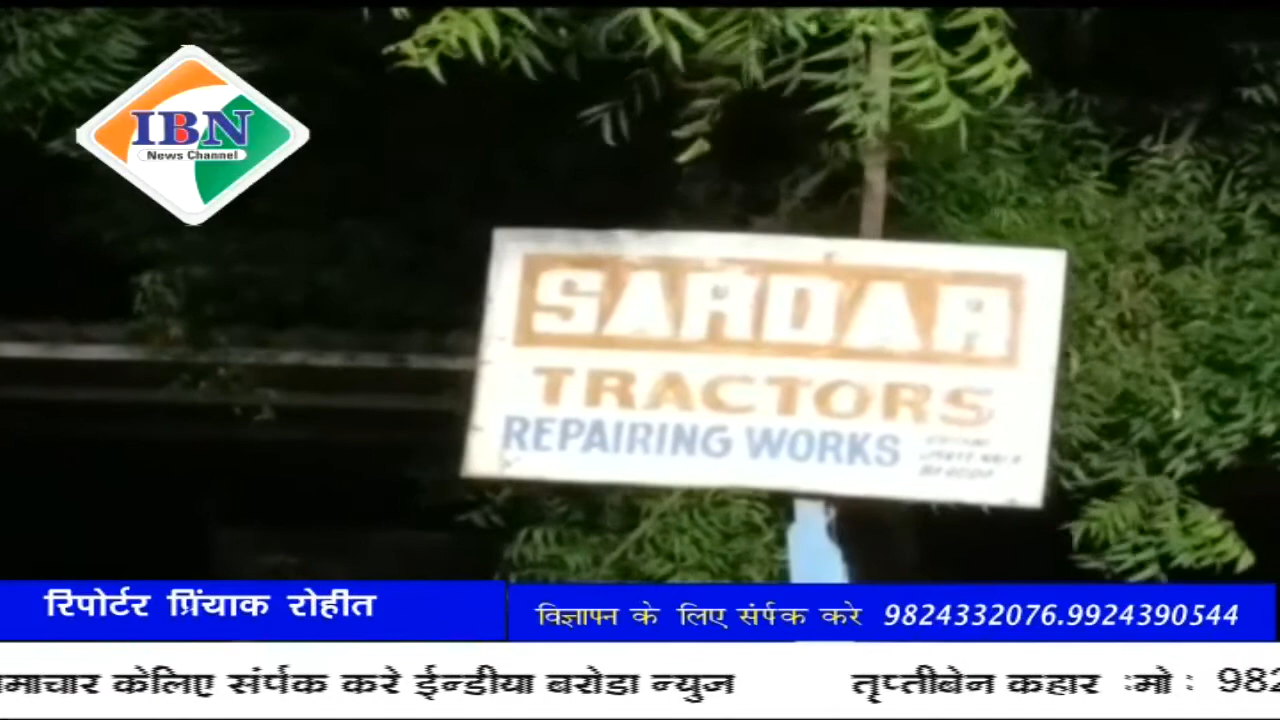 IBN
News Channel
SARDAR
TRACTORS
REPAIRING WORKS
रिपोर्टर प्रिंयाक रोहीत
विज्ञापन के लिए संर्पक करे 9824332076.9924390544
माचार केलिए संर्पक करे ईन्डीया बरोडा न्युज तृप्तीबेन कहार :मो : 982